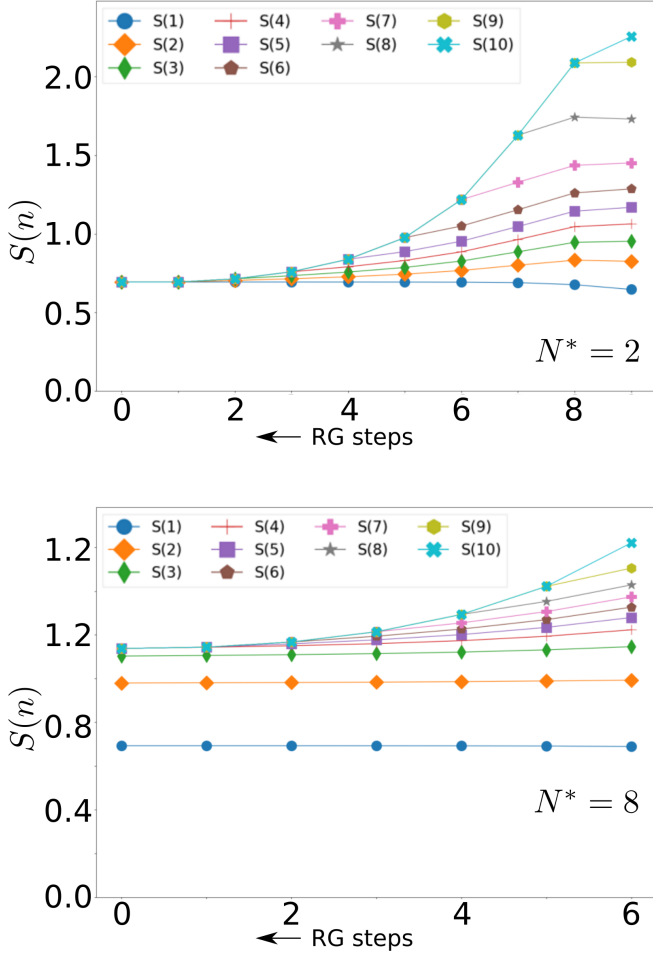 S(1) S(4) S(7) S(9)
S(2) S(5) S(8) S(10)
S(3) S(6)
2.0
1.5
1.0
0.5
0.0
S(n)
N* = 2
0 2 4 6 8
← RG steps
S(1) S(4) S(7) S(9)
S(2) S(5) S(8) S(10)
S(3) S(6)
1.2
1.2
0.8
0.4
0.0
S(n)
N* = 8
0 2 4 6
← RG steps